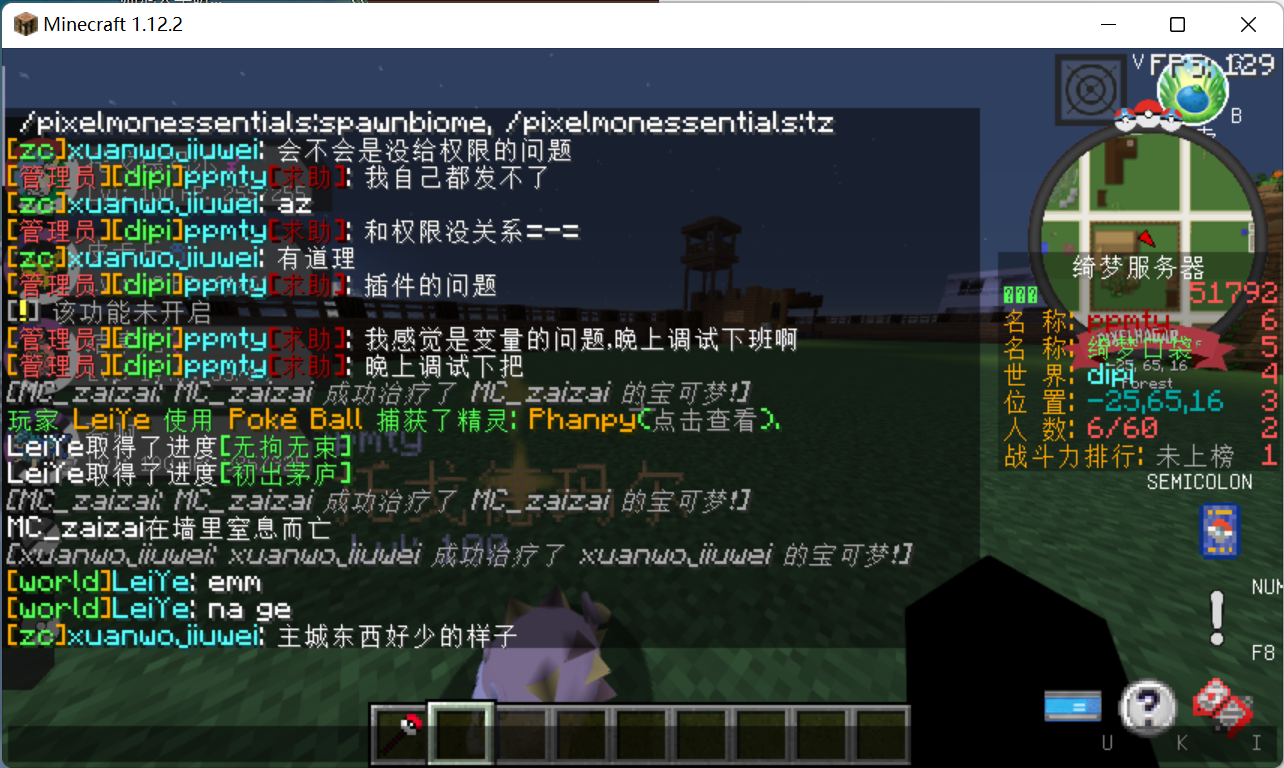 Minecraft 1.12.2
/pixelmonessentials:spawnbiome, /pixelmonessentials:tz
[zc]xuanwo_jiuwei: 会不会是没给权限的问题
[管理员][dipi]ppmty[求助]: 我自己都发不了
[zc]xuanwo_jiuwei: az
[管理员][dipi]ppmty[求助]: 和权限没关系=-=
[zc]xuanwo_jiuwei: 有道理
[管理员][dipi]ppmty[求助]: 插件的问题
[!] 该功能未开启
[管理员][dipi]ppmty[求助]: 我感觉是变量的问题,晚上调试下班啊
[管理员][dipi]ppmty[求助]: 晚上调试下把
[MC_zaizai: MC_zaizai 成功治疗了 MC_zaizai 的宝可梦!]
玩家 LeiYe 使用 Poké Ball 捕获了精灵: Phanpy(点击查看).
LeiYe取得了进度[无拘无束]
LeiYe取得了进度[初出茅庐]
[MC_zaizai: MC_zaizai 成功治疗了 MC_zaizai 的宝可梦!]
MC_zaizai在墙里窒息而亡
[xuanwo_jiuwei: xuanwo_jiuwei 成功治疗了 xuanwo_jiuwei 的宝可梦!]
[world]LeiYe: emm
[world]LeiYe: na ge
[zc]xuanwo_jiuwei: 主城东西好少的样子
V
FPS: 129
B
绮梦服务器
51792
名 称: ppmty 6
名 称: 绮梦口袋 5
世 界: dipl 4
位 置: -25,65,16 3
人 数: 6/60 2
战斗力排行: 未上榜 1
-25, 65, 16
Forest
SEMICOLON
NUM
F8
U
K
I